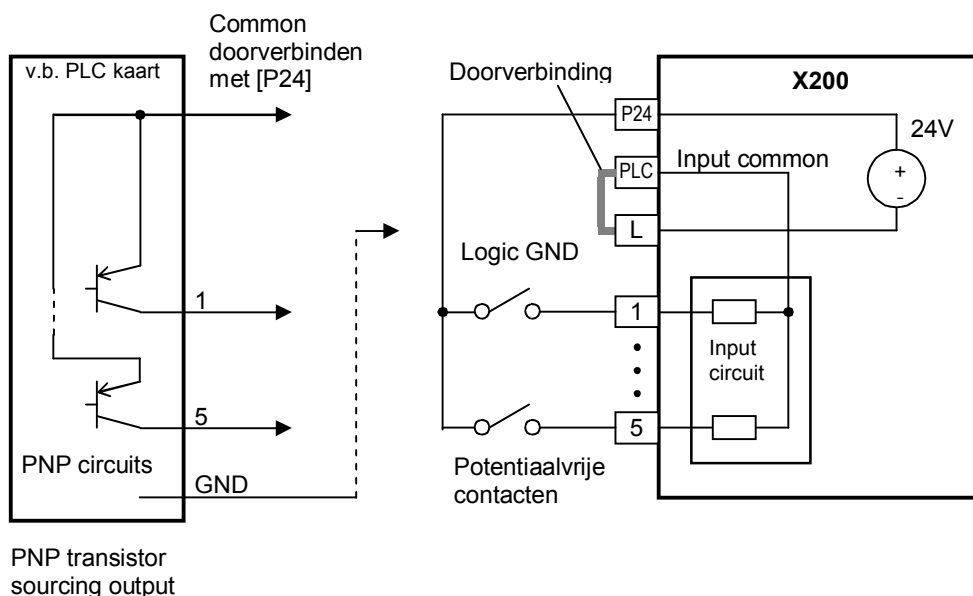 Common
doorverbinden
met [P24]
v.b. PLC kaart
1
5
PNP circuits
GND
PNP transistor
sourcing output
Doorverbinding
X200
P24
24V
PLC
Input common
+
-
L
Logic GND
1
Input
circuit
5
Potentiaalvrije
contacten